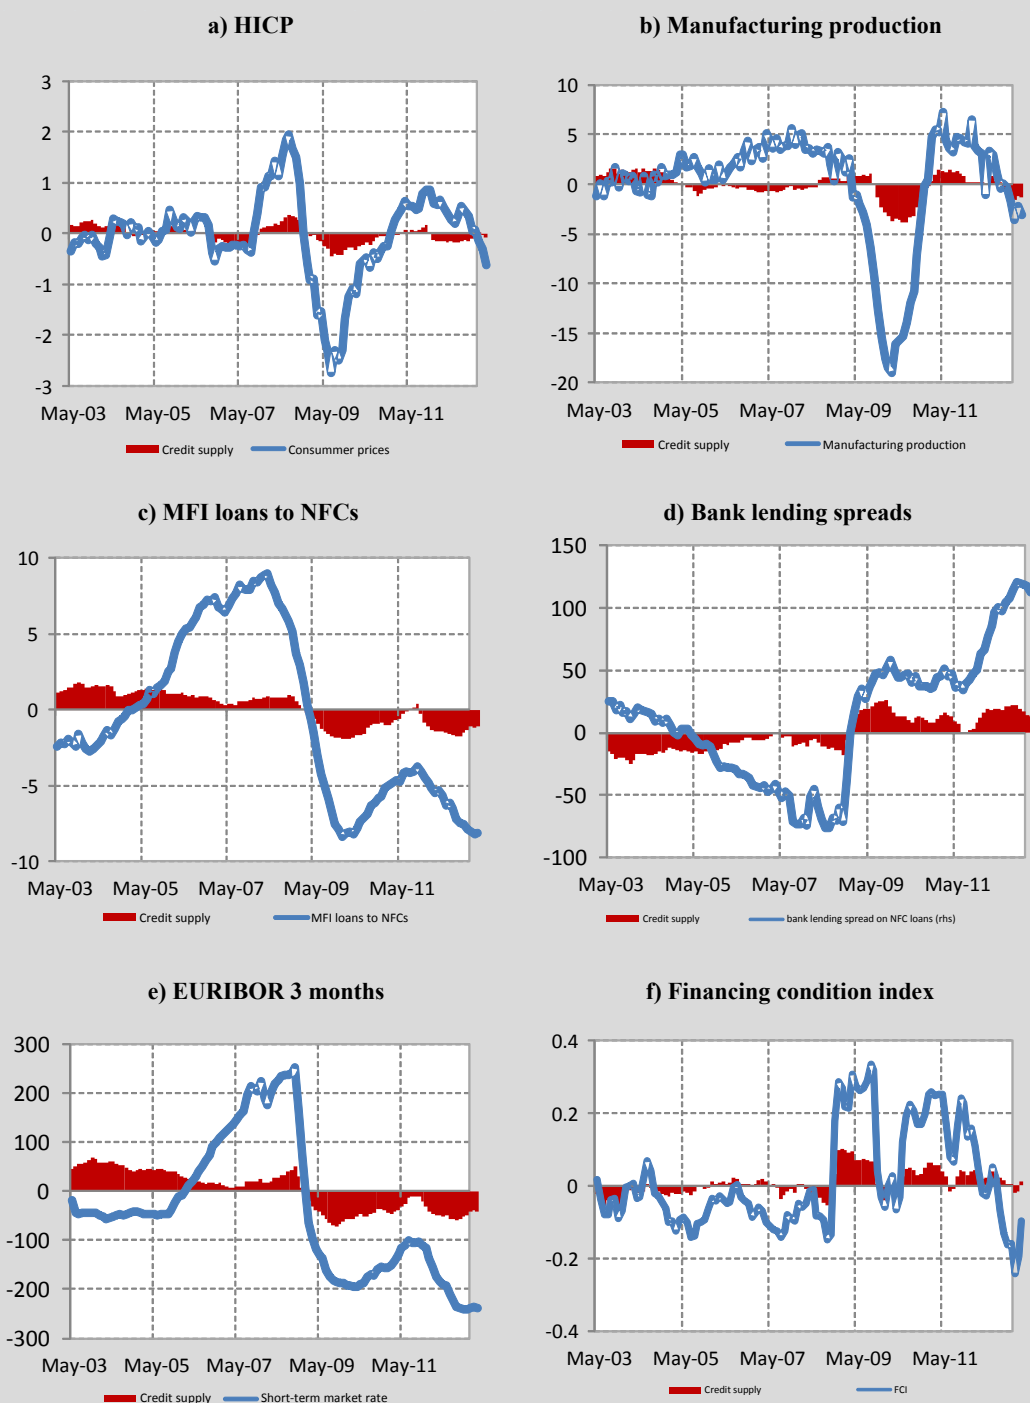 a) HICP
3
2
1
0
-1
-2
-3
May-03 May-05 May-07 May-09 May-11
Credit supply Consummer prices
b) Manufacturing production
10
5
0
-5
-10
-15
-20
May-03 May-05 May-07 May-09 May-11
Credit supply Manufacturing production
c) MFI loans to NFCs
10
5
0
-5
-10
May-03 May-05 May-07 May-09 May-11
Credit supply MFI loans to NFCs
d) Bank lending spreads
150
100
50
0
-50
-100
May-03 May-05 May-07 May-09 May-11
Credit supply bank lending spread on NFC loans (rhs)
e) EURIBOR 3 months
300
200
100
0
-100
-200
-300
May-03 May-05 May-07 May-09 May-11
Credit supply Short-term market rate
f) Financing condition index
0.4
0.2
0
-0.2
-0.4
May-03 May-05 May-07 May-09 May-11
Credit supply FCI